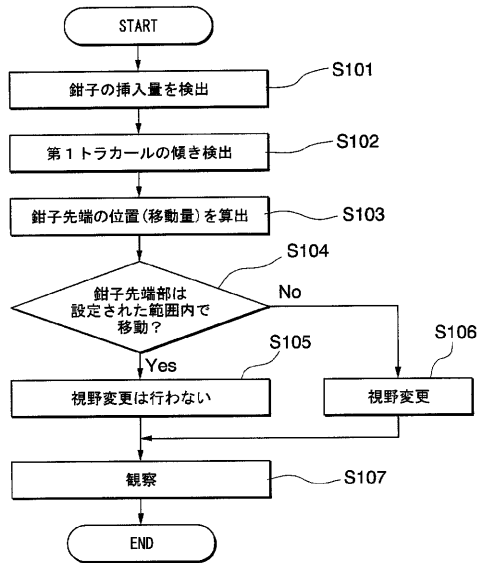 START
鉗子の挿入量を検出
S101
第1トラカールの傾き検出
S102
鉗子先端の位置(移動量)を算出
S103
鉗子先端部は
設定された範囲内で
移動?
S104
No
Yes
視野変更は行わない
S105
視野変更
S106
観察
S107
END